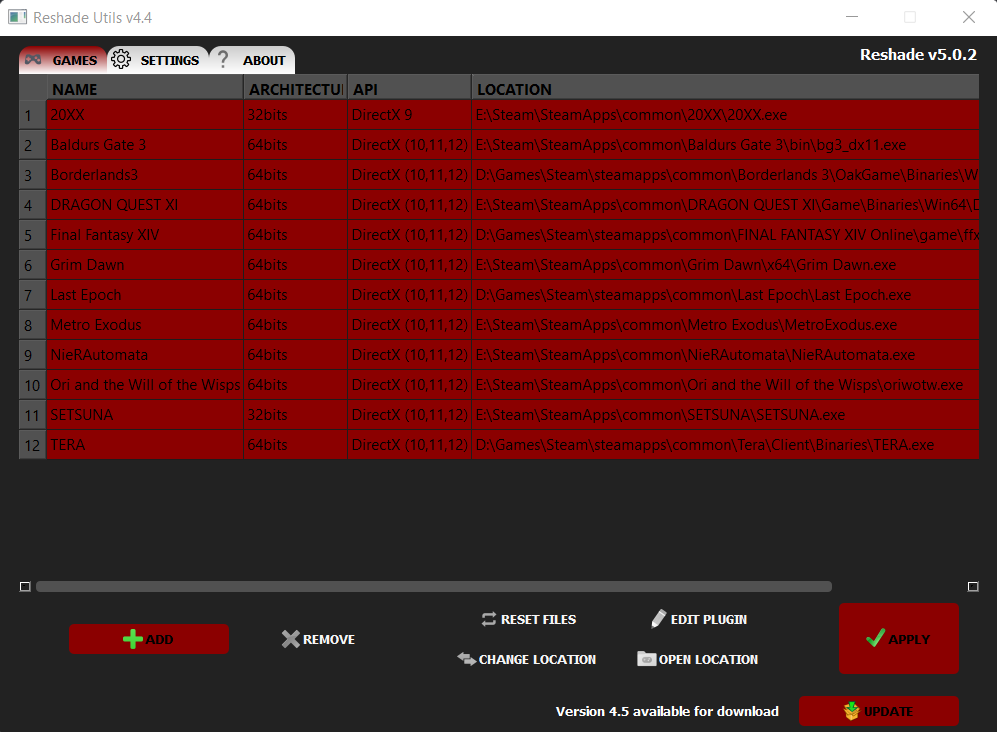 Reshade Utils v4.4
GAMES SETTINGS ? ABOUT Reshade v5.0.2
NAME ARCHITECTU API LOCATION
1 20XX 32bits DirectX 9 E:\Steam\SteamApps\common\20XX\20XX.exe
2 Baldurs Gate 3 64bits DirectX (10,11,12) E:\Steam\SteamApps\common\Baldurs Gate 3\bin\bg3_dx11.exe
3 Borderlands3 64bits DirectX (10,11,12) D:\Games\Steam\steamapps\common\Borderlands 3\OakGame\Binaries\W
4 DRAGON QUEST XI 64bits DirectX (10,11,12) E:\Steam\SteamApps\common\DRAGON QUEST XI\Game\Binaries\Win64\D
5 Final Fantasy XIV 64bits DirectX (10,11,12) D:\Games\Steam\steamapps\common\FINAL FANTASY XIV Online\game\ffx
6 Grim Dawn 64bits DirectX (10,11,12) E:\Steam\SteamApps\common\Grim Dawn\x64\Grim Dawn.exe
7 Last Epoch 64bits DirectX (10,11,12) D:\Games\Steam\steamapps\common\Last Epoch\Last Epoch.exe
8 Metro Exodus 64bits DirectX (10,11,12) E:\Steam\SteamApps\common\Metro Exodus\MetroExodus.exe
9 NieRAutomata 64bits DirectX (10,11,12) E:\Steam\SteamApps\common\NieRAutomata\NieRAutomata.exe
10 Ori and the Will of the Wisps 64bits DirectX (10,11,12) E:\Steam\SteamApps\common\Ori and the Will of the Wisps\oriwotw.exe
11 SETSUNA 32bits DirectX (10,11,12) E:\Steam\SteamApps\common\SETSUNA\SETSUNA.exe
12 TERA 64bits DirectX (10,11,12) D:\Games\Steam\steamapps\common\Tera\Client\Binaries\TERA.exe
RESET FILES EDIT PLUGIN
ADD REMOVE APPLY
CHANGE LOCATION OPEN LOCATION
Version 4.5 available for download UPDATE